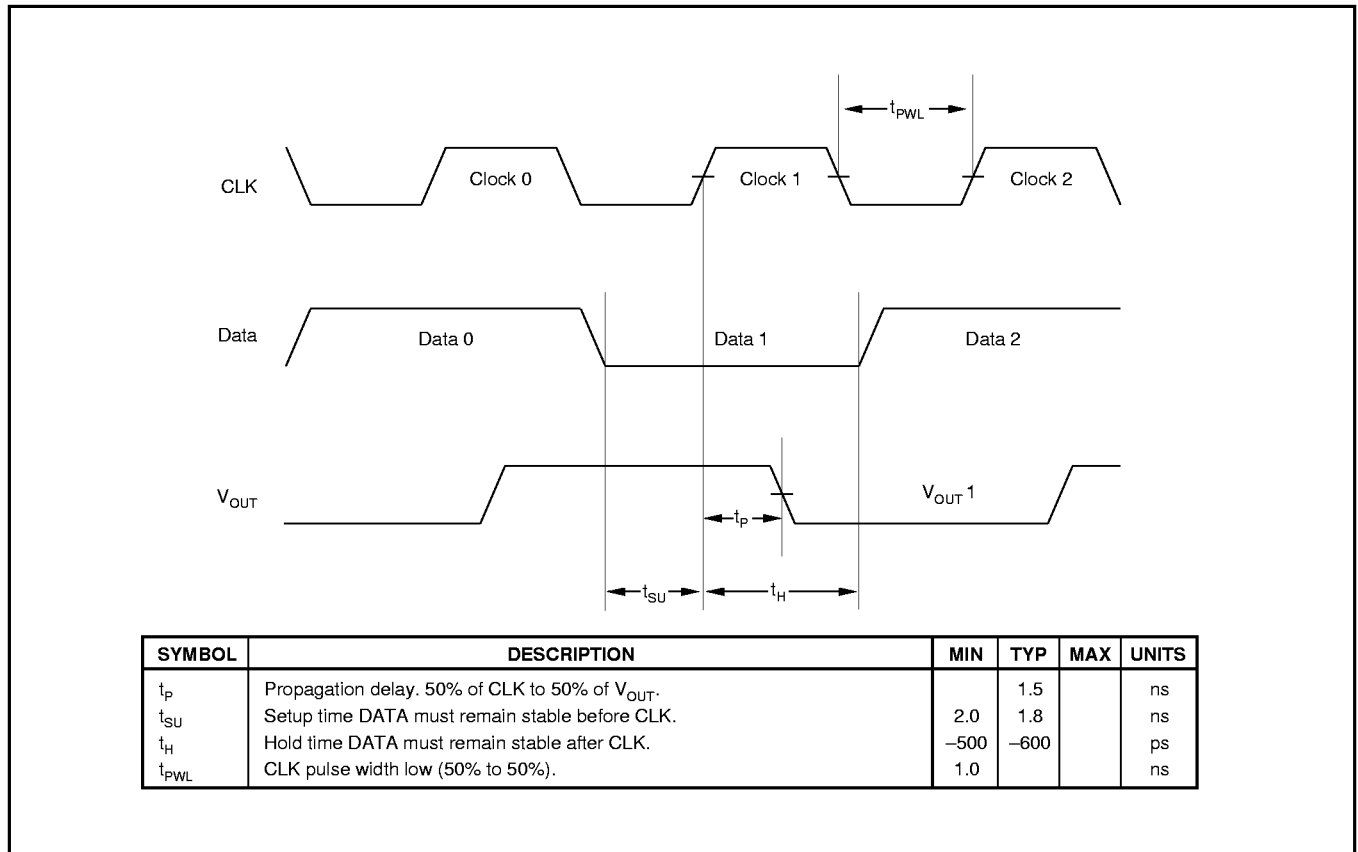 t_PWL
CLK Clock 0 Clock 1 Clock 2
Data Data 0 Data 1 Data 2
V_OUT V_OUT 1
t_P
t_SU t_H
SYMBOL DESCRIPTION MIN TYP MAX UNITS
t_P Propagation delay. 50% of CLK to 50% of V_OUT. 1.5 ns
t_SU Setup time DATA must remain stable before CLK. 2.0 1.8 ns
t_H Hold time DATA must remain stable after CLK. –500 –600 ps
t_PWL CLK pulse width low (50% to 50%). 1.0 ns